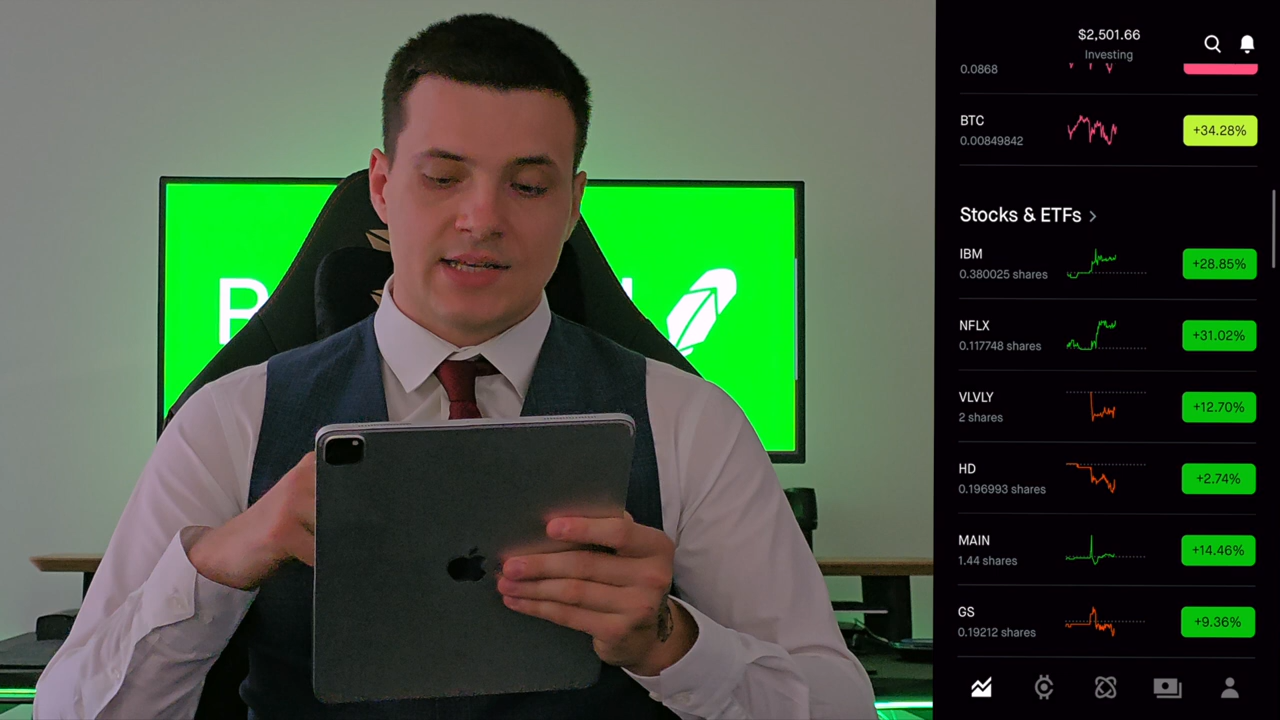 $2,501.66
Investing
0.0868
BTC
0.00849842
+34.28%
Stocks & ETFs
IBM
0.380025 shares
+28.85%
NFLX
0.117748 shares
+31.02%
VLVLY
2 shares
+12.70%
HD
0.196993 shares
+2.74%
MAIN
1.44 shares
+14.46%
GS
0.19212 shares
+9.36%